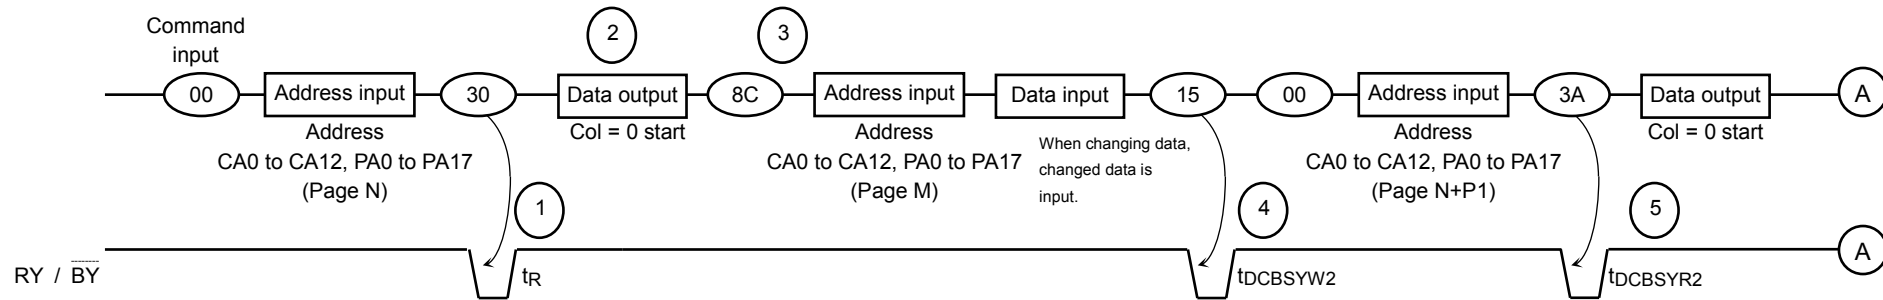 Command
input
2
3
00
Address input
30
Data output
8C
Address input
Data input
15
00
Address input
3A
Data output
A
Address
CA0 to CA12, PA0 to PA17
(Page N)
Col = 0 start
Address
CA0 to CA12, PA0 to PA17
(Page M)
When changing data,
changed data is
input.
Address
CA0 to CA12, PA0 to PA17
(Page N+P1)
Col = 0 start
1
4
5
RY / BY
tR
tDCBSYW2
tDCBSYR2
A